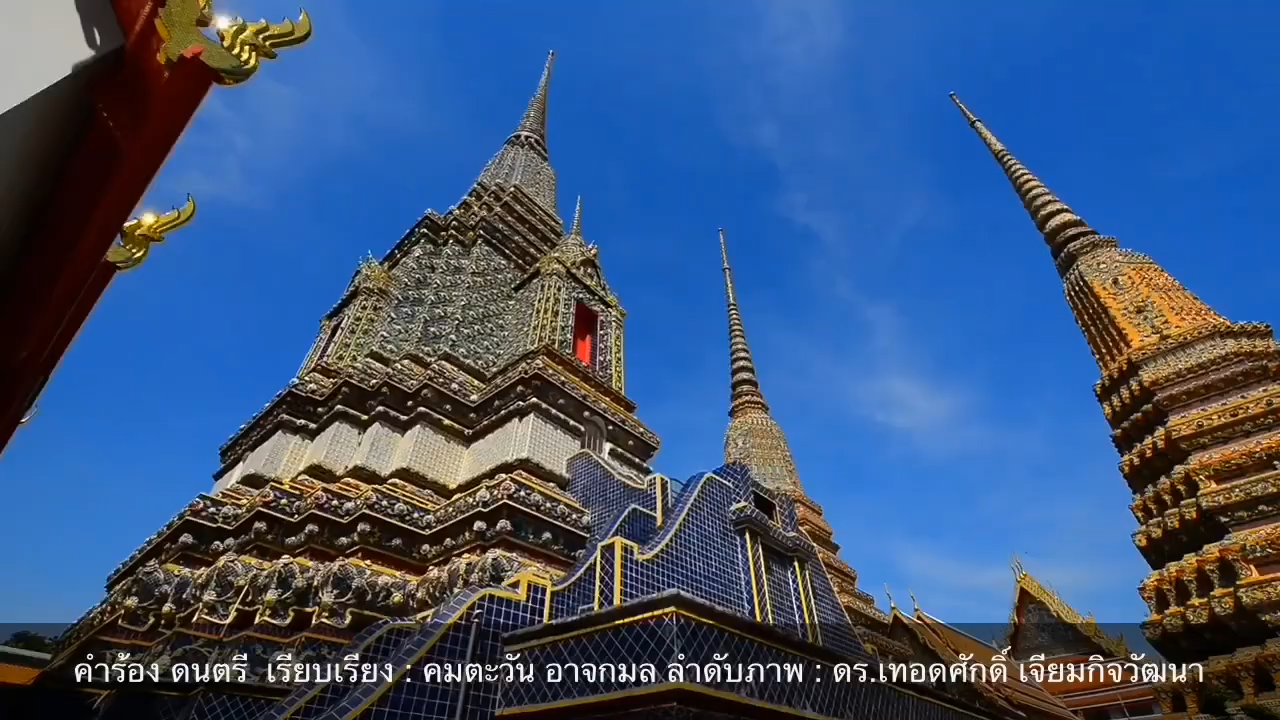 คำร้อง ดนตรี  เรียบเรียง : คมตะวัน อาจกมล ลำดับภาพ : ดร.เทอดศักดิ์ เจียมกิจวัฒนา